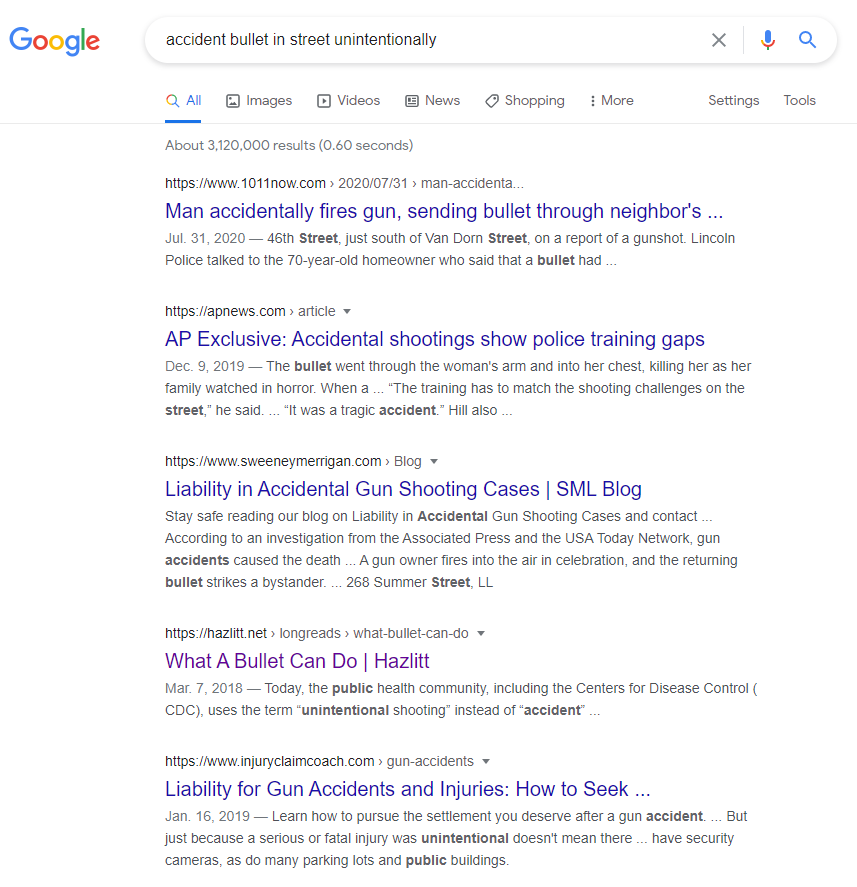 Google
accident bullet in street unintentionally
All Images Videos News Shopping More Settings Tools
About 3,120,000 results (0.60 seconds)
https://www.1011now.com › 2020/07/31 › man-accidenta...
Man accidentally fires gun, sending bullet through neighbor's ...
Jul. 31, 2020 — 46th Street, just south of Van Dorn Street, on a report of a gunshot. Lincoln
Police talked to the 70-year-old homeowner who said that a bullet had ...
https://apnews.com › article
AP Exclusive: Accidental shootings show police training gaps
Dec. 9, 2019 — The bullet went through the woman's arm and into her chest, killing her as her
family watched in horror. When a ... “The training has to match the shooting challenges on the
street,” he said. ... “It was a tragic accident.” Hill also ...
https://www.sweeneymerrigan.com › Blog
Liability in Accidental Gun Shooting Cases | SML Blog
Stay safe reading our blog on Liability in Accidental Gun Shooting Cases and contact ...
According to an investigation from the Associated Press and the USA Today Network, gun
accidents caused the death ... A gun owner fires into the air in celebration, and the returning
bullet strikes a bystander. ... 268 Summer Street, LL
https://hazlitt.net › longreads › what-bullet-can-do
What A Bullet Can Do | Hazlitt
Mar. 7, 2018 — Today, the public health community, including the Centers for Disease Control (
CDC), uses the term “unintentional shooting” instead of “accident” ...
https://www.injuryclaimcoach.com › gun-accidents
Liability for Gun Accidents and Injuries: How to Seek ...
Jan. 16, 2019 — Learn how to pursue the settlement you deserve after a gun accident. ... But
just because a serious or fatal injury was unintentional doesn't mean there ... have security
cameras, as do many parking lots and public buildings.